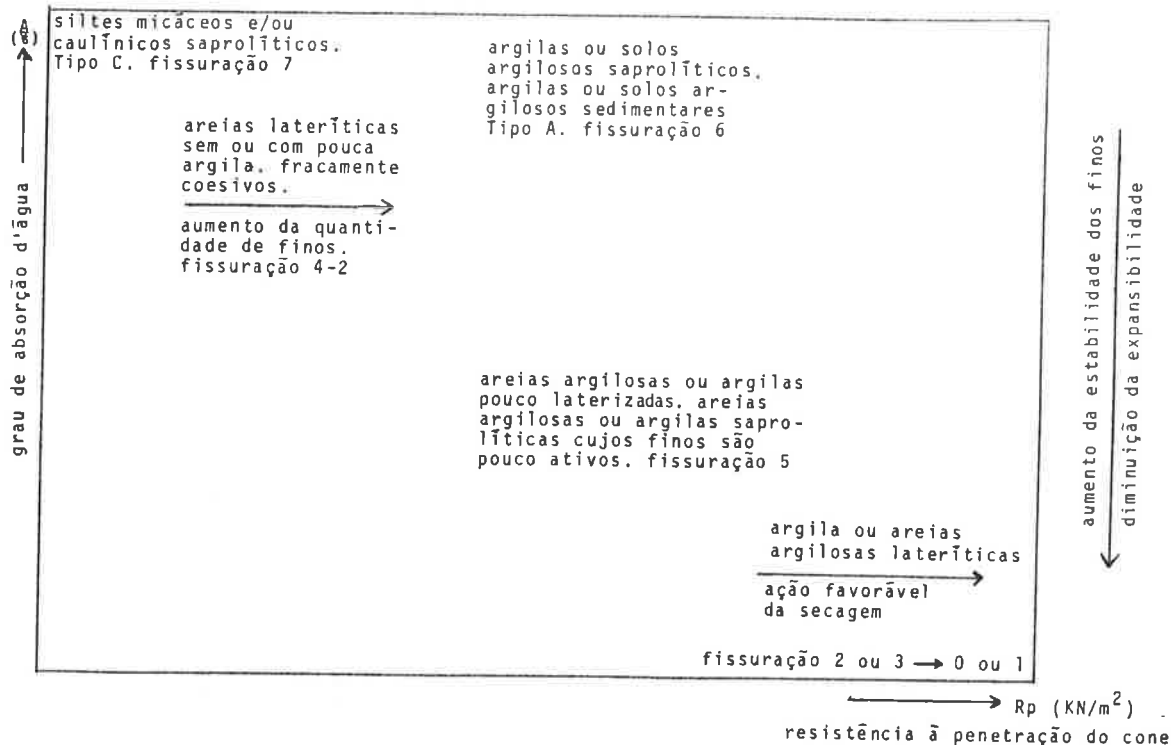 A
(%)
siltes micáceos e/ou
caulínicos saprolíticos.
Tipo C. fissuração 7
argilas ou solos
argilosos saprolíticos.
argilas ou solos ar-
gilosos sedimentares
Tipo A. fissuração 6
areias lateríticas
sem ou com pouca
argila. fracamente
coesivos.
aumento da quanti-
dade de finos.
fissuração 4-2
areias argilosas ou argilas
pouco laterizadas. areias
argilosas ou argilas sapro-
líticas cujos finos são
pouco ativos. fissuração 5
argila ou areias
argilosas lateríticas
ação favorável
da secagem
fissuração 2 ou 3 → 0 ou 1
grau de absorção d'água
aumento da estabilidade dos finos
diminuição da expansibilidade
Rp (KN/m²)
resistência à penetração do cone